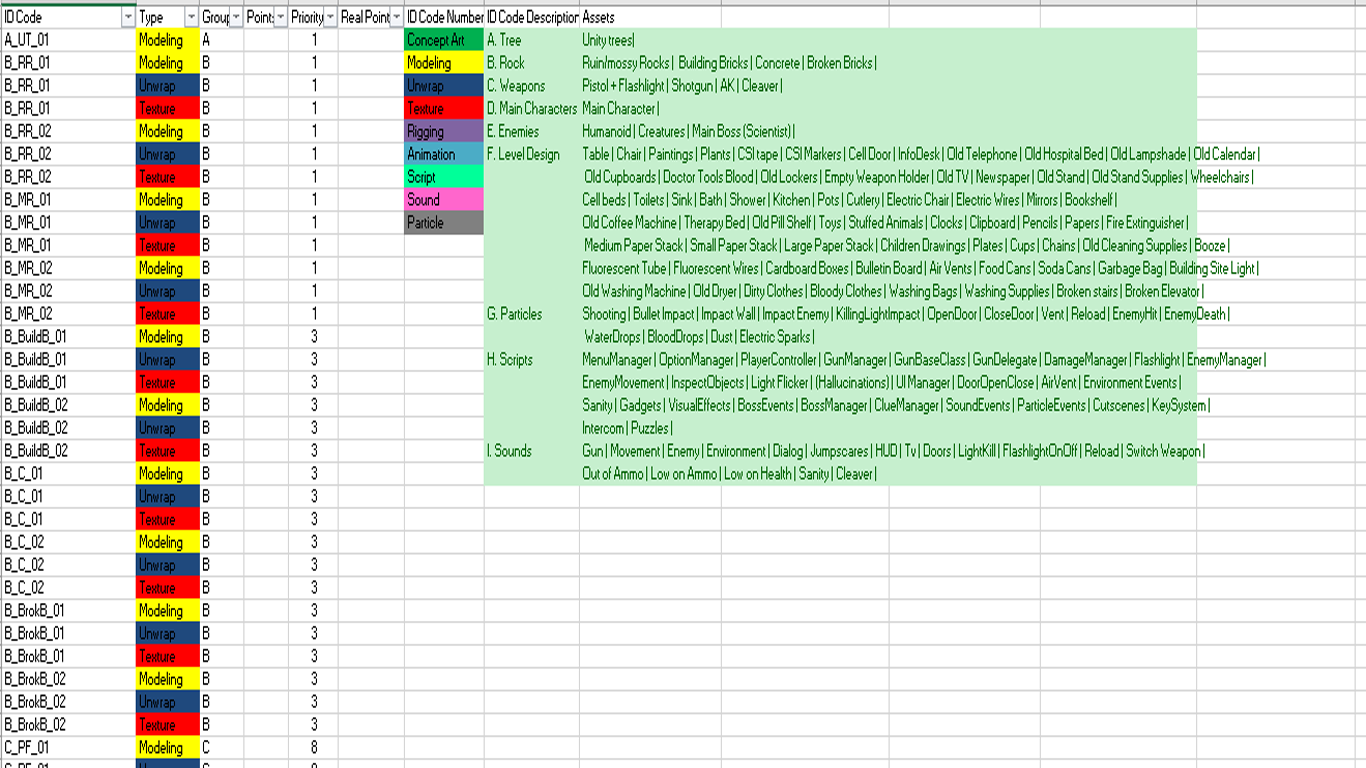 ID Code Type Group Point: Priority Real Point ID Code Number ID Code Description Assets
A_UT_01 Modeling A 1 Concept Art A. Tree Unity trees|
B_RR_01 Modeling B 1 Modeling B. Rock Ruin/mossy Rocks | Building Bricks | Concrete | Broken Bricks |
B_RR_01 Unwrap B 1 Unwrap C. Weapons Pistol + Flashlight | Shotgun | AK | Cleaver |
B_RR_01 Texture B 1 Texture D. Main Characters Main Character |
B_RR_02 Modeling B 1 Rigging E. Enemies Humanoid | Creatures | Main Boss (Scientist) |
B_RR_02 Unwrap B 1 Animation F. Level Design Table | Chair | Paintings | Plants | CSI tape | CSI Markers | Cell Door | InfoDesk | Old Telephone | Old Hospital Bed | Old Lampshade | Old Calendar |
B_RR_02 Texture B 1 Script Old Cupboards | Doctor Tools Blood | Old Lockers | Empty Weapon Holder | Old TV | Newspaper | Old Stand | Old Stand Supplies | Wheelchairs |
B_MR_01 Modeling B 1 Sound Cell beds | Toilets | Sink | Bath | Shower | Kitchen | Pots | Cutlery | Electric Chair | Electric Wires | Mirrors | Bookshelf |
B_MR_01 Unwrap B 1 Particle Old Coffee Machine | Therapy Bed | Old Pill Shelf | Toys | Stuffed Animals | Clocks | Clipboard | Pencils | Papers | Fire Extinguisher |
B_MR_01 Texture B 1 Medium Paper Stack | Small Paper Stack | Large Paper Stack | Children Drawings | Plates | Cups | Chains | Old Cleaning Supplies | Booze |
B_MR_02 Modeling B 1 Fluorescent Tube | Fluorescent Wires | Cardboard Boxes | Bulletin Board | Air Vents | Food Cans | Soda Cans | Garbage Bag | Building Site Light |
B_MR_02 Unwrap B 1 Old Washing Machine | Old Dryer | Dirty Clothes | Bloody Clothes | Washing Bags | Washing Supplies | Broken stairs | Broken Elevator |
B_MR_02 Texture B 1 G. Particles Shooting | Bullet Impact | Impact Wall | Impact Enemy | KillingLightImpact | OpenDoor | CloseDoor | Vent | Reload | EnemyHit | EnemyDeath |
B_BuildB_01 Modeling B 3 WaterDrops | BloodDrops | Dust | Electric Sparks |
B_BuildB_01 Unwrap B 3 H. Scripts MenuManager | OptionManager | PlayerController | GunManager | GunBaseClass | GunDelegate | DamageManager | Flashlight | EnemyManager |
B_BuildB_01 Texture B 3 EnemyMovement | InspectObjects | Light Flicker | (Hallucinations) | UI Manager | DoorOpenClose | AirVent | Environment Events |
B_BuildB_02 Modeling B 3 Sanity | Gadgets | VisualEffects | BossEvents | BossManager | ClueManager | SoundEvents | ParticleEvents | Cutscenes | KeySystem |
B_BuildB_02 Unwrap B 3 Intercom | Puzzles |
B_BuildB_02 Texture B 3 I. Sounds Gun | Movement | Enemy | Environment | Dialog | Jumpscares | HUD | Tv | Doors | LightKill | FlashlightOnOff | Reload | Switch Weapon |
B_C_01 Modeling B 3 Out of Ammo | Low on Ammo | Low on Health | Sanity | Cleaver |
B_C_01 Unwrap B 3
B_C_01 Texture B 3
B_C_02 Modeling B 3
B_C_02 Unwrap B 3
B_C_02 Texture B 3
B_BrokB_01 Modeling B 3
B_BrokB_01 Unwrap B 3
B_BrokB_01 Texture B 3
B_BrokB_02 Modeling B 3
B_BrokB_02 Unwrap B 3
B_BrokB_02 Texture B 3
C_PF_01 Modeling C 8